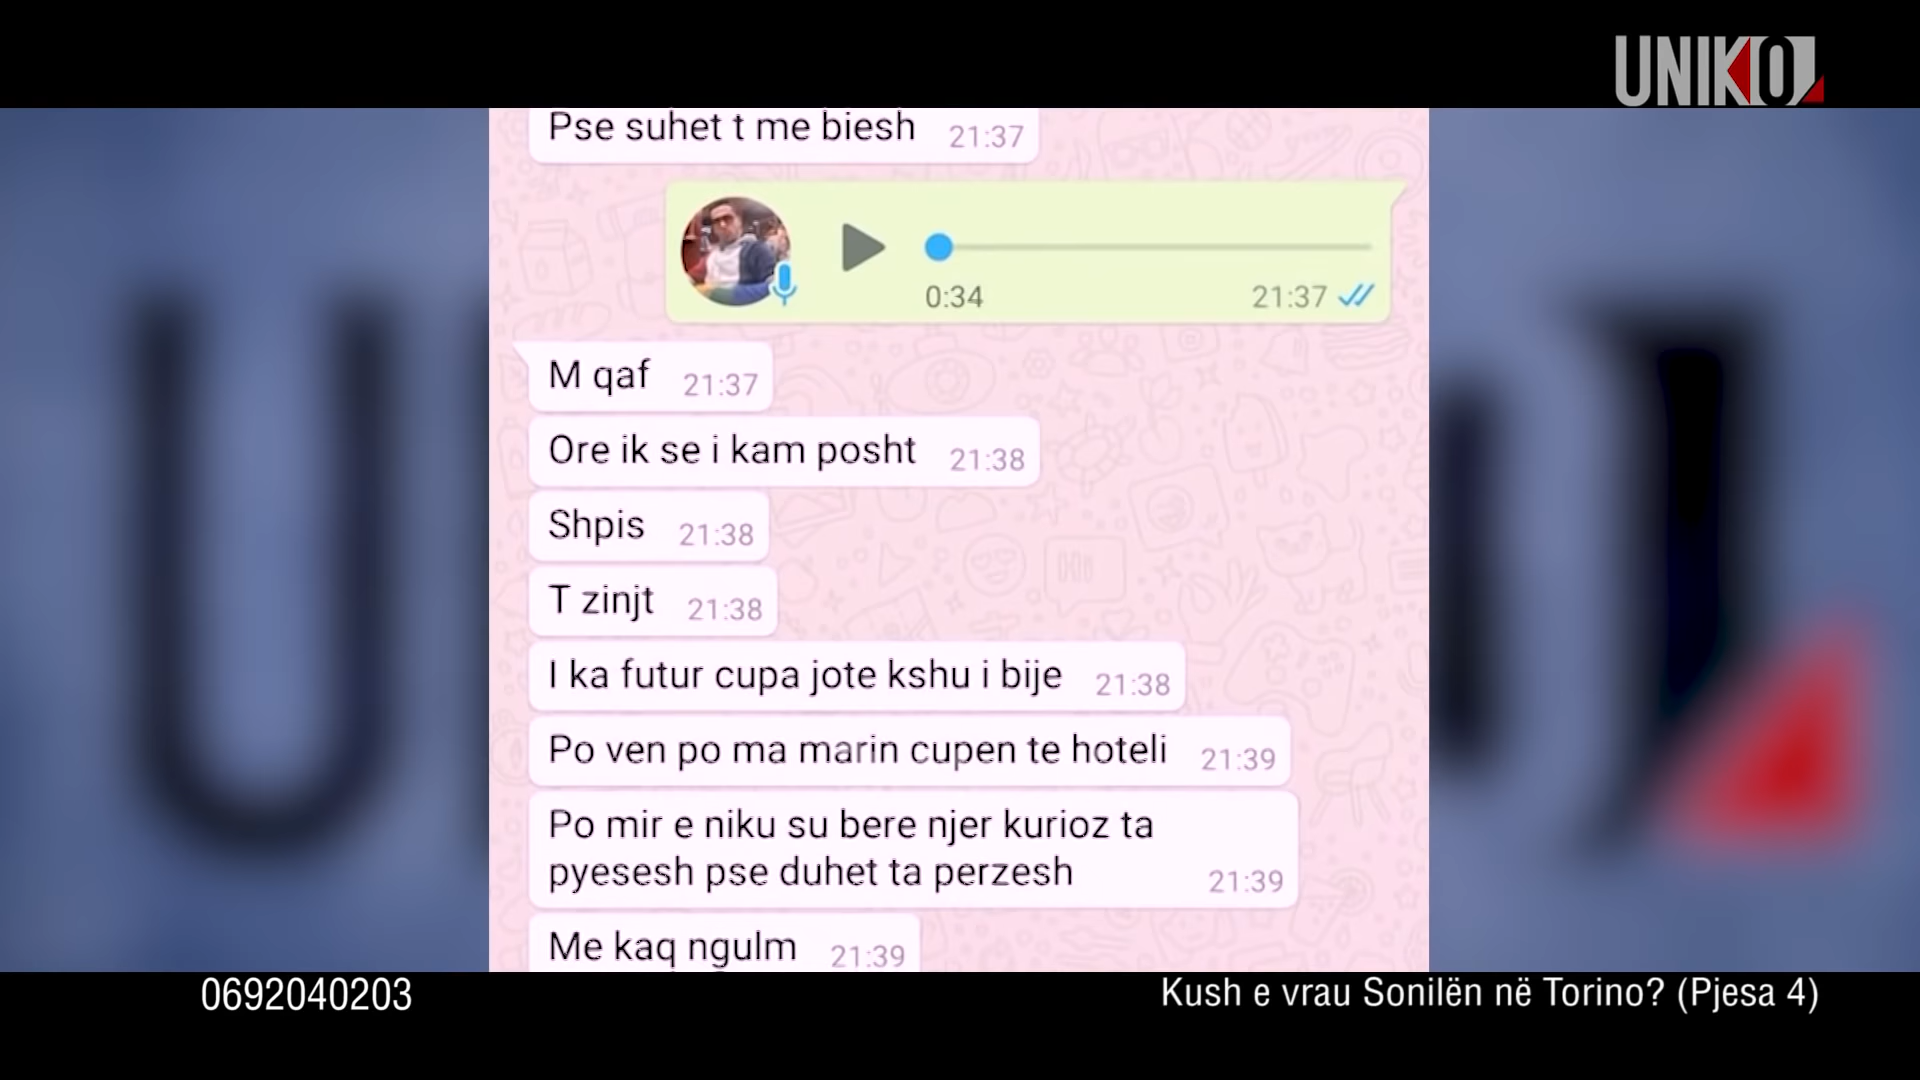 UNIKO
Pse suhet t me biesh 21:37
0:34 21:37
M qaf 21:37
Ore ik se i kam posht 21:38
Shpis 21:38
T zinjt 21:38
I ka futur cupa jote kshu i bije 21:38
Po ven po ma marin cupen te hoteli 21:39
Po mir e niku su bere njer kurioz ta
pyesesh pse duhet ta perzesh 21:39
Me kaq ngulm 21:39
0692040203
Kush e vrau Sonilën në Torino? (Pjesa 4)